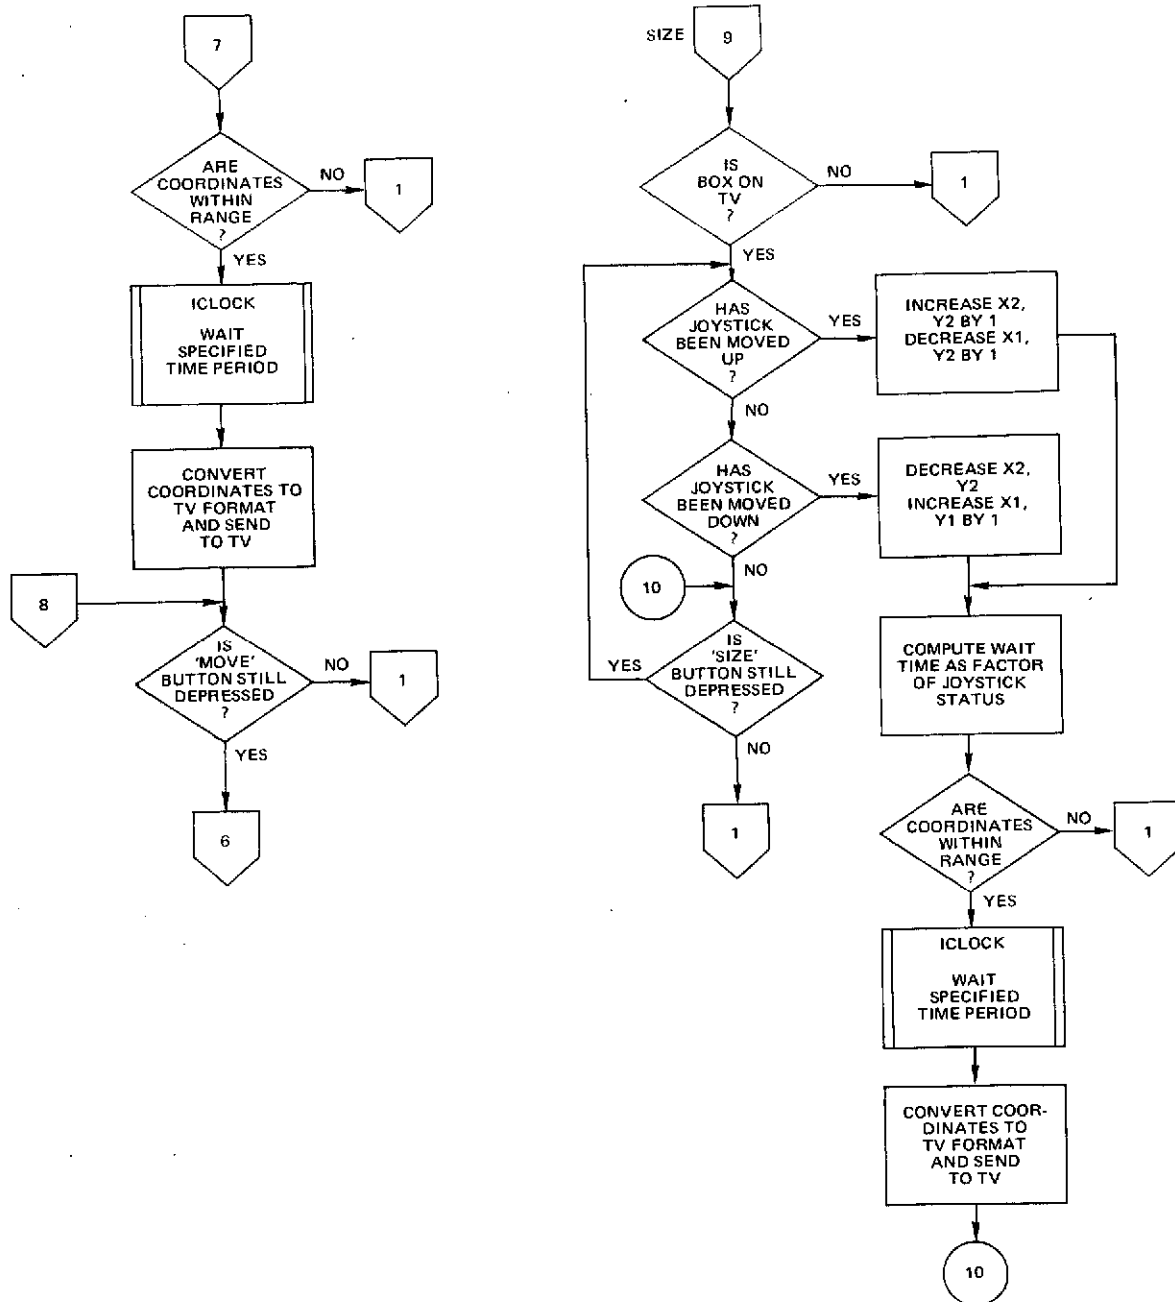 7
ARE
COORDINATES
WITHIN
RANGE
?
NO
1
YES
ICLOCK
WAIT
SPECIFIED
TIME PERIOD
CONVERT
COORDINATES TO
TV FORMAT
AND SEND
TO TV
8
IS
'MOVE'
BUTTON STILL
DEPRESSED
?
NO
1
YES
6
SIZE
9
IS
BOX ON
TV
?
NO
1
YES
HAS
JOYSTICK
BEEN MOVED
UP
?
YES
INCREASE X2,
Y2 BY 1
DECREASE X1,
Y2 BY 1
NO
HAS
JOYSTICK
BEEN MOVED
DOWN
?
YES
DECREASE X2,
Y2
INCREASE X1,
Y1 BY 1
NO
10
IS
'SIZE'
BUTTON STILL
DEPRESSED
?
YES
NO
1
COMPUTE WAIT
TIME AS FACTOR
OF JOYSTICK
STATUS
ARE
COORDINATES
WITHIN
RANGE
?
NO
1
YES
ICLOCK
WAIT
SPECIFIED
TIME PERIOD
CONVERT COOR-
DINATES TO
TV FORMAT
AND SEND
TO TV
10